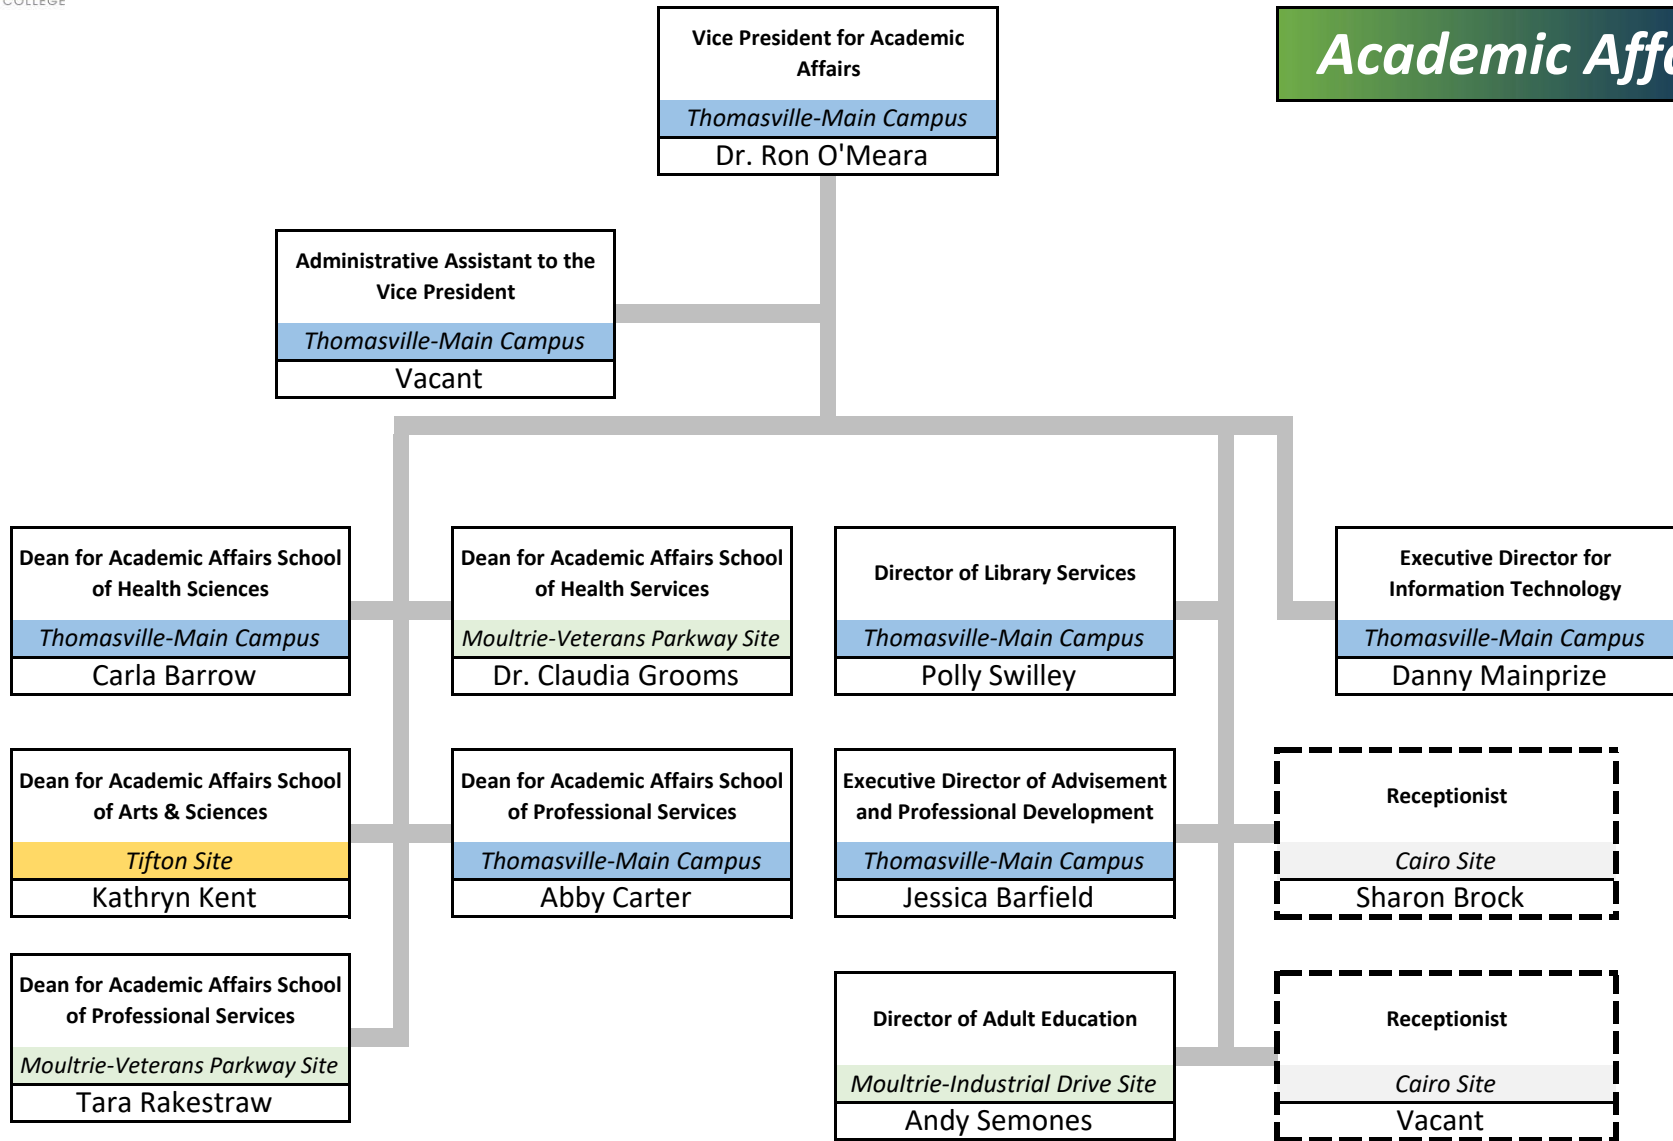 COLLEGE
Vice President for Academic
Affairs
Thomasville-Main Campus
Dr. Ron O'Meara
Academic
Administrative Assistant to the
Vice President
Thomasville-Main Campus
Vacant
Dean for Academic Affairs School
of Health Sciences
Thomasville-Main Campus
Carla Barrow
Dean for Academic Affairs School
of Health Services
Moultrie-Veterans Parkway Site
Dr. Claudia Grooms
Director of Library Services
Thomasville-Main Campus
Polly Swilley
Executive Director for
Information Technology
Thomasville-Main Campus
Danny Mainprize
Dean for Academic Affairs School
of Arts & Sciences
Tifton Site
Kathryn Kent
Dean for Academic Affairs School
of Professional Services
Thomasville-Main Campus
Abby Carter
Executive Director of Advisement
and Professional Development
Thomasville-Main Campus
Jessica Barfield
Receptionist
Cairo Site
Sharon Brock
Dean for Academic Affairs School
of Professional Services
Moultrie-Veterans Parkway Site
Tara Rakestraw
Director of Adult Education
Moultrie-Industrial Drive Site
Andy Semones
Receptionist
Cairo Site
Vacant